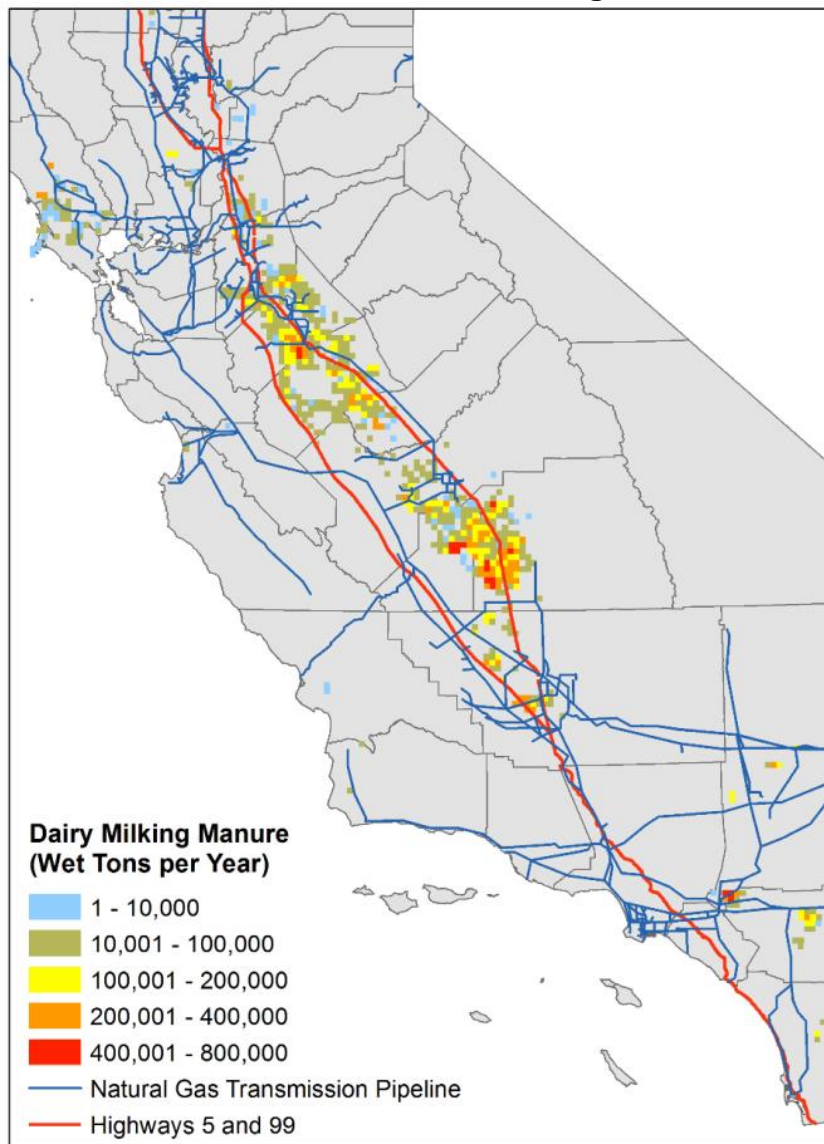 Dairy Milking Manure
(Wet Tons per Year)
1 - 10,000
10,001 - 100,000
100,001 - 200,000
200,001 - 400,000
400,001 - 800,000
Natural Gas Transmission Pipeline
Highways 5 and 99